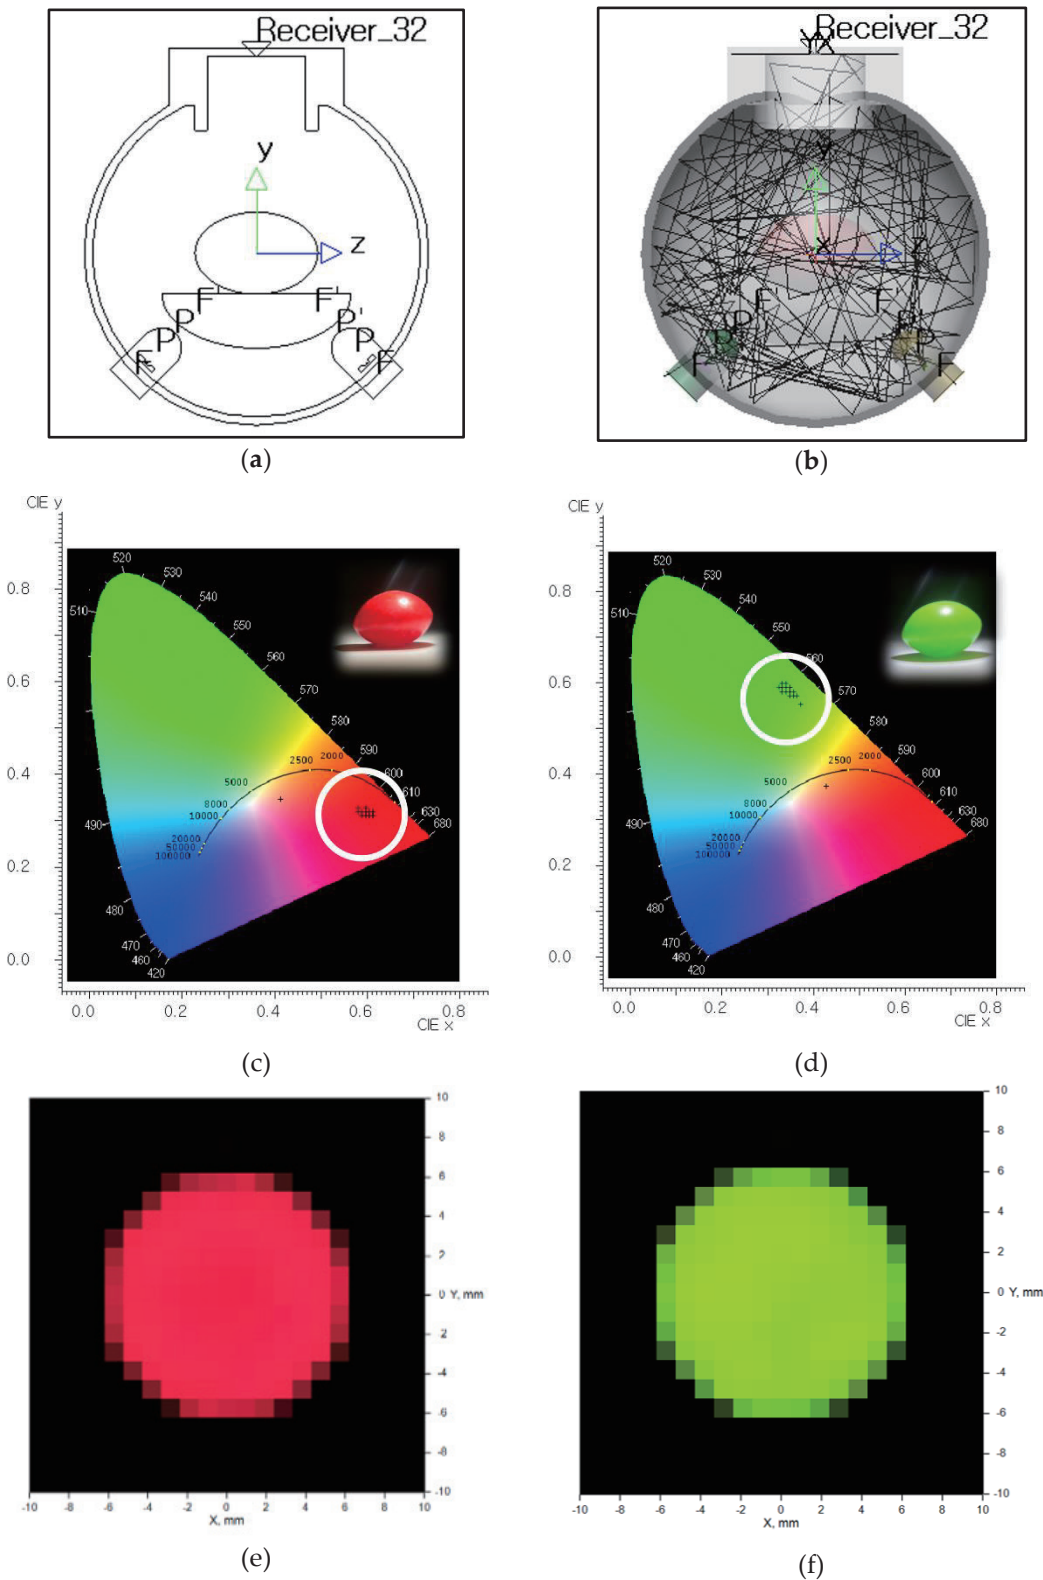 Receiver_32
y
z
F' F'
P' P'
P P
F F
(a)
Receiver_32
YX
y
x z
F' F
P' P'
P P
F F
(b)
CIE y
0.8
0.6
0.4
0.2
0.0
0.0 0.2 0.4 0.6 0.8
CIE x
520
530
510
540
550
560
570
580
590
600
610
630
680
2500 2000
5000
8000
10000
20000
50000
100000
490
480
470
460
420
(c)
CIE y
0.8
0.6
0.4
0.2
0.0
0.0 0.2 0.4 0.6 0.8
CIE x
520
530
510
540
550
560
570
580
590
600
610
630
680
2500 2000
5000
8000
10000
20000
50000
100000
490
480
470
460
420
(d)
10
8
6
4
2
0 Y, mm
-2
-4
-6
-8
-10
-10 -8 -6 -4 -2 0 2 4 6 8 10
X, mm
(e)
10
8
6
4
2
0 Y, mm
-2
-4
-6
-8
-10
-10 -8 -6 -4 -2 0 2 4 6 8 10
X, mm
(f)